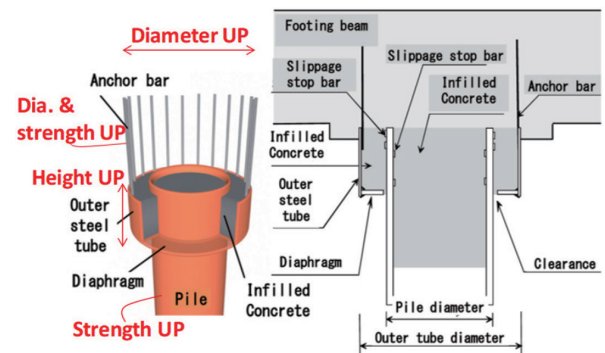 Diameter UP
Anchor bar
Dia. &
strength UP
Height UP
Outer
steel
tube
Diaphragm
Pile
Infilled
Concrete
Strength UP
Footing beam
Slippage
stop bar
Slippage stop bar
Infilled
Concrete
Anchor bar
Infilled
Concrete
Outer
steel
tube
Diaphragm
Clearance
Pile diameter
Outer tube diameter